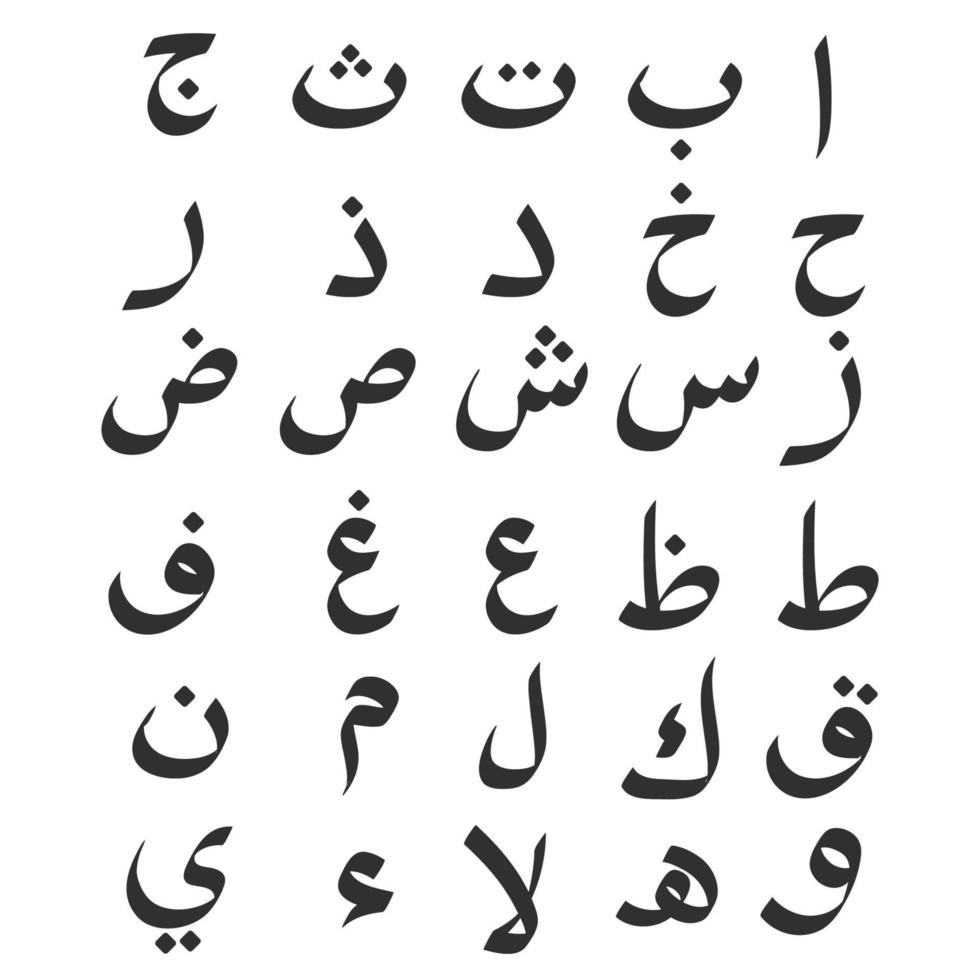 ا ب ت ث ج
ح خ د ذ ر
ز س ش ص ض
ط ظ ع غ ف
ق ك ل م ن
و ه لا ء ي